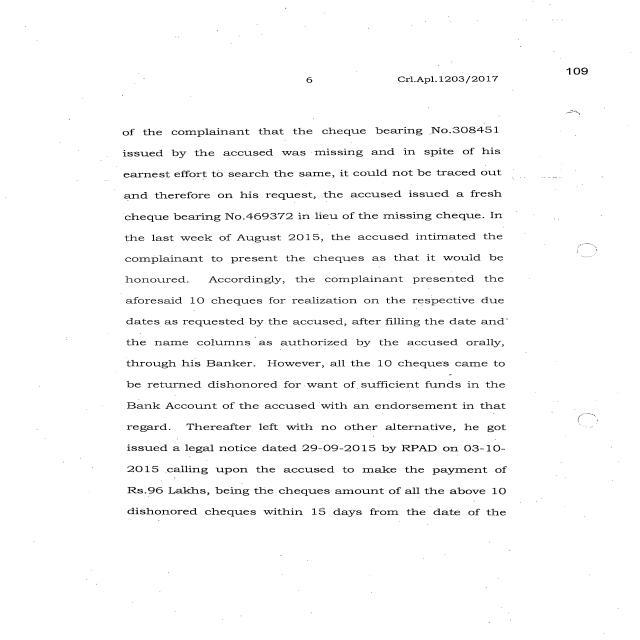 109
6 Crl.Apl.1203/2017
of the complainant that the cheque bearing No.308451
issued by the accused was missing and in spite of his
earnest effort to search the same, it could not be traced out
and therefore on his request, the accused issued a fresh
cheque bearing No.469372 in lieu of the missing cheque. In
the last week of August 2015, the accused intimated the
complainant to present the cheques as that it would be
honoured. Accordingly, the complainant presented the
aforesaid 10 cheques for realization on the respective due
dates as requested by the accused, after filling the date and
the name columns as authorized by the accused orally,
through his Banker. However, all the 10 cheques came to
be returned dishonored for want of sufficient funds in the
Bank Account of the accused with an endorsement in that
regard. Thereafter left with no other alternative, he got
issued a legal notice dated 29-09-2015 by RPAD on 03-10-
2015 calling upon the accused to make the payment of
Rs.96 Lakhs, being the cheques amount of all the above 10
dishonored cheques within 15 days from the date of the